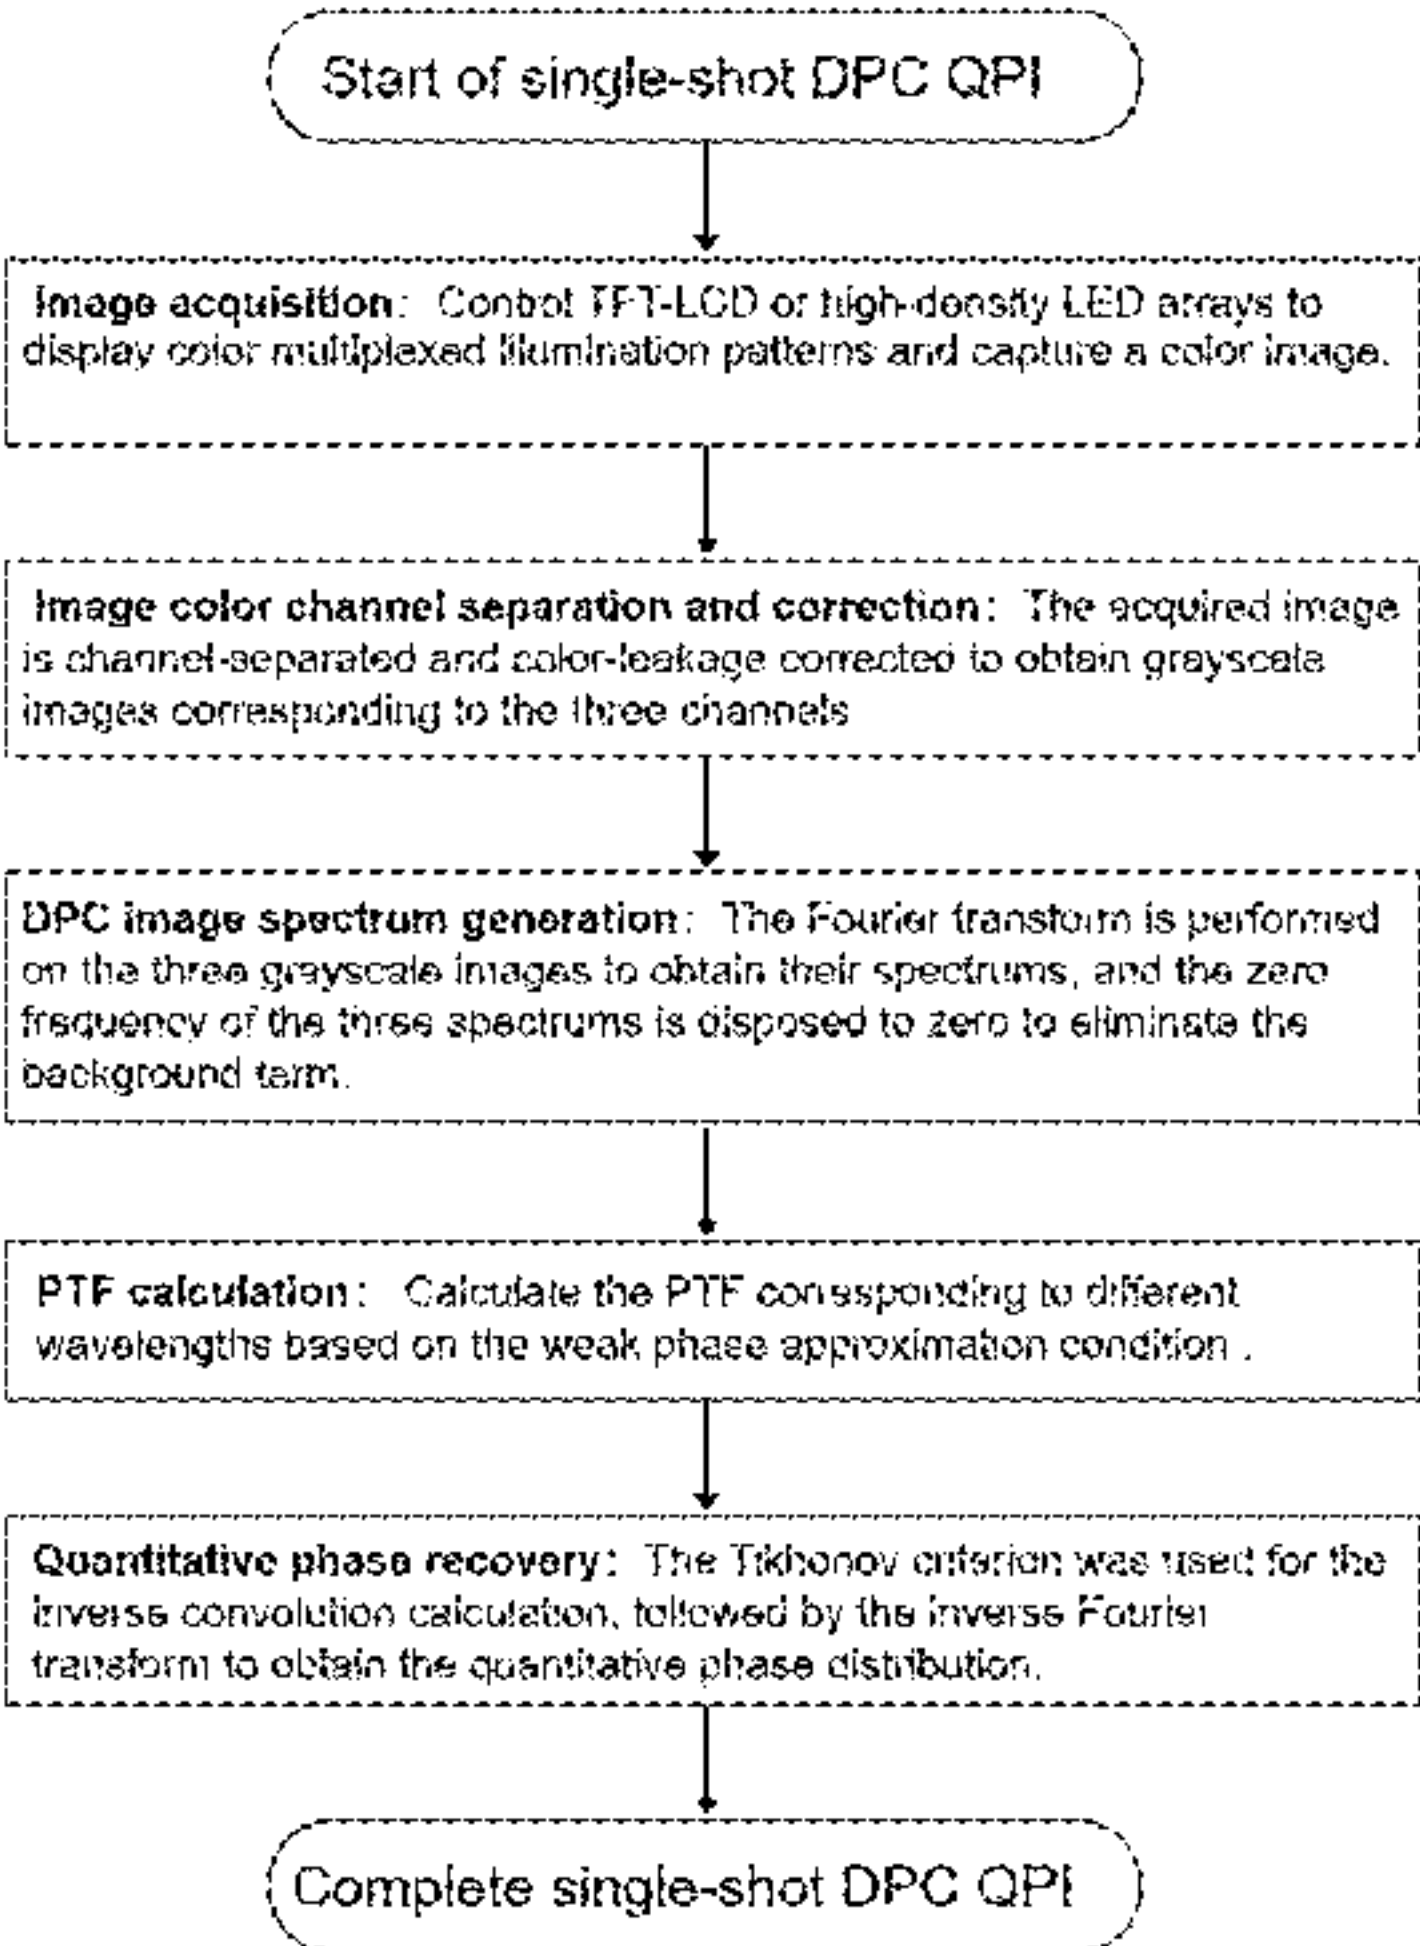 Start of single-shot DPC QPI
Image acquisition: Control TFT-LCD or high-density LED arrays to
display color multiplexed illumination patterns and capture a color image.
Image color channel separation and correction: The acquired image
is channel-separated and color-leakage corrected to obtain grayscale
images corresponding to the three channels
DPC image spectrum generation: The Fourier transform is performed
on the three grayscale images to obtain their spectrums, and the zero
frequency of the three spectrums is disposed to zero to eliminate the
background term.
PTF calculation: Calculate the PTF corresponding to different
wavelengths based on the weak phase approximation condition .
Quantitative phase recovery: The Tikhonov criterion was used for the
inverse convolution calculation, followed by the inverse Fourier
transform to obtain the quantitative phase distribution.
Complete single-shot DPC QPI